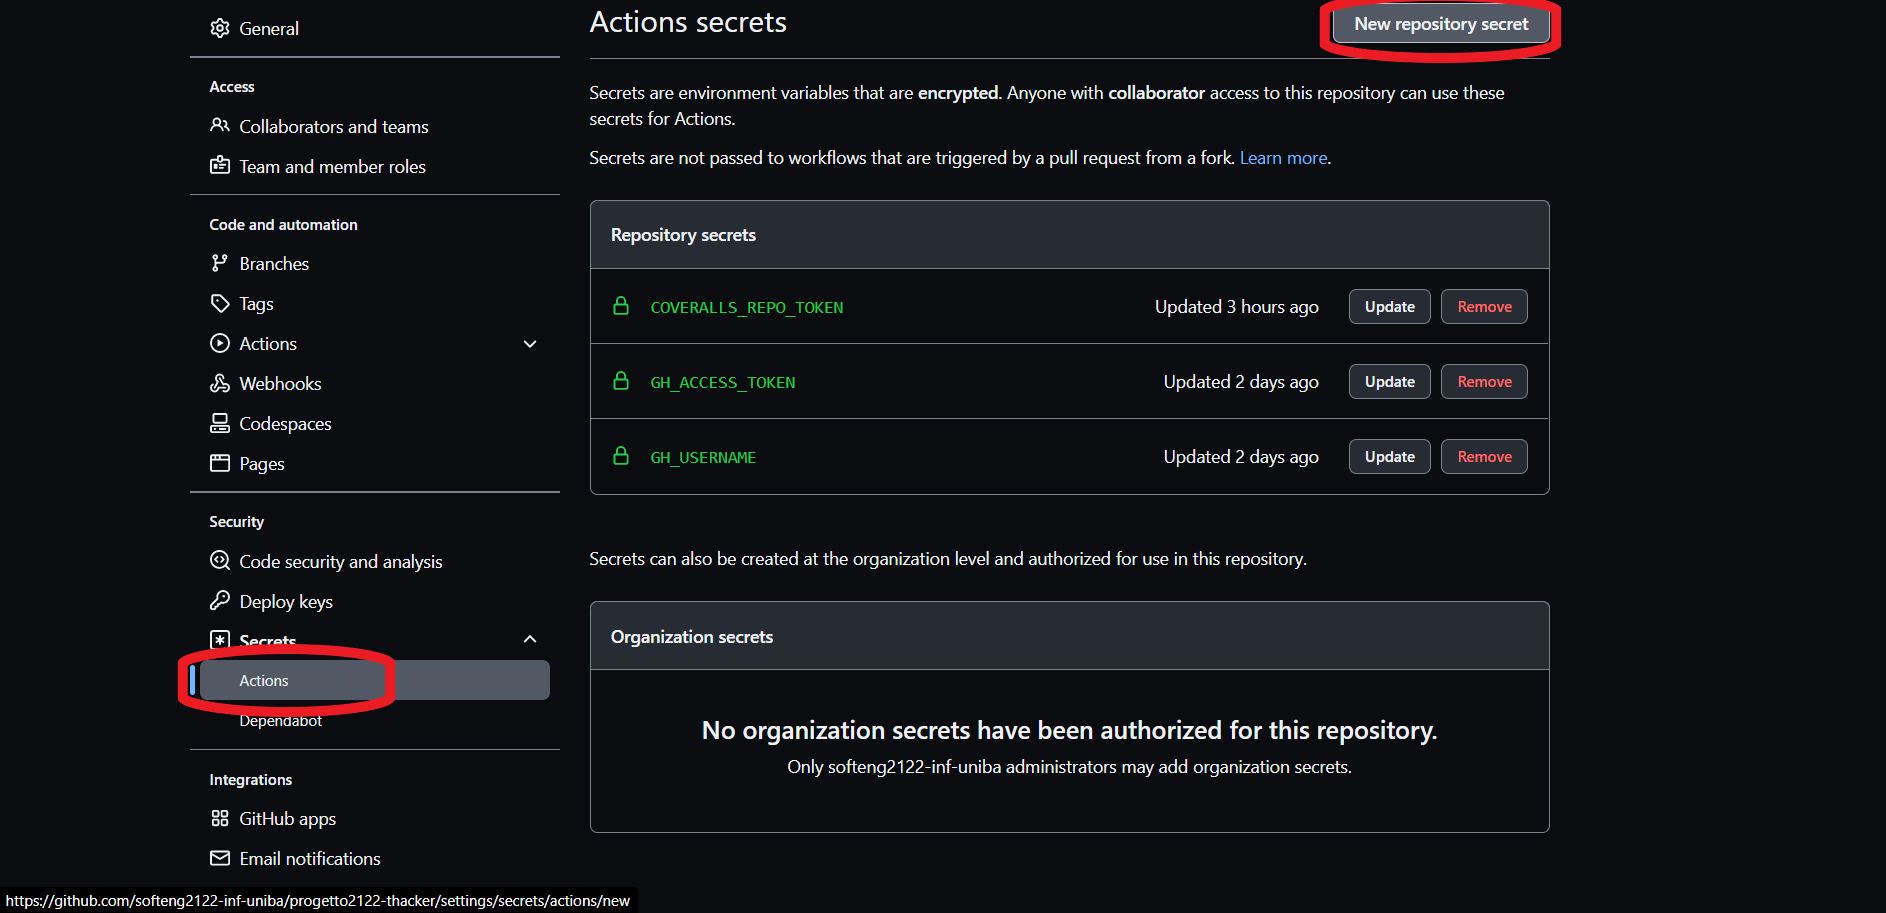 General
Access
Collaborators and teams
Team and member roles
Code and automation
Branches
Tags
Actions
Webhooks
Codespaces
Pages
Security
Code security and analysis
Deploy keys
Secrets
Actions
Dependabot
Integrations
GitHub apps
Email notifications
Actions secrets
New repository secret
Secrets are environment variables that are encrypted. Anyone with collaborator access to this repository can use these
secrets for Actions.
Secrets are not passed to workflows that are triggered by a pull request from a fork. Learn more.
Repository secrets
COVERALLS_REPO_TOKEN Updated 3 hours ago Update Remove
GH_ACCESS_TOKEN Updated 2 days ago Update Remove
GH_USERNAME Updated 2 days ago Update Remove
Secrets can also be created at the organization level and authorized for use in this repository.
Organization secrets
No organization secrets have been authorized for this repository.
Only softeng2122-inf-uniba administrators may add organization secrets.
https://github.com/softeng2122-inf-uniba/progetto2122-thacker/settings/secrets/actions/new